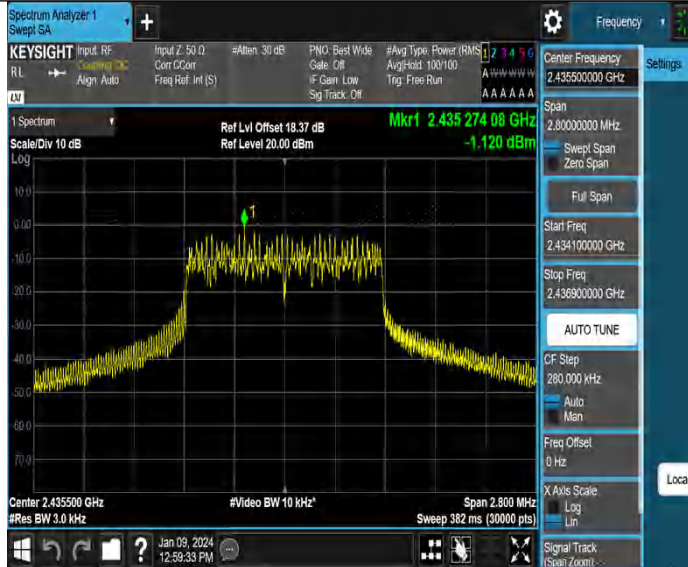 Spectrum Analyzer 1
Swept SA
Frequency
KEYSIGHT
RL
Input: RF
Coupling: DC
Align: Auto
Input Z: 50 Ω
Corr CCorr
Freq Ref: Int (S)
#Atten: 30 dB
PNO: Best Wide
Gate: Off
IF Gain: Low
Sig Track: Off
#Avg Type: Power (RMS
Avg|Hold: 100/100
Trig: Free Run
1 2 3 4 5 6
A W W W W W
A A A A A A
LXI
1 Spectrum
Scale/Div 10 dB
Log
Ref Lvl Offset 18.37 dB
Ref Level 20.00 dBm
Mkr1 2.435 274 08 GHz
-1.120 dBm
1
10.0
0.00
-10.0
-20.0
-30.0
-40.0
-50.0
-60.0
-70.0
Center 2.435500 GHz
#Res BW 3.0 kHz
#Video BW 10 kHz*
Span 2.800 MHz
Sweep 382 ms (30000 pts)
Jan 09, 2024
12:59:33 PM
Center Frequency
2.435500000 GHz
Span
2.80000000 MHz
Swept Span
Zero Span
Full Span
Start Freq
2.434100000 GHz
Stop Freq
2.436900000 GHz
AUTO TUNE
CF Step
280.000 kHz
Auto
Man
Freq Offset
0 Hz
X Axis Scale
Log
Lin
Signal Track
(Span Zoom)
Settings
Loca